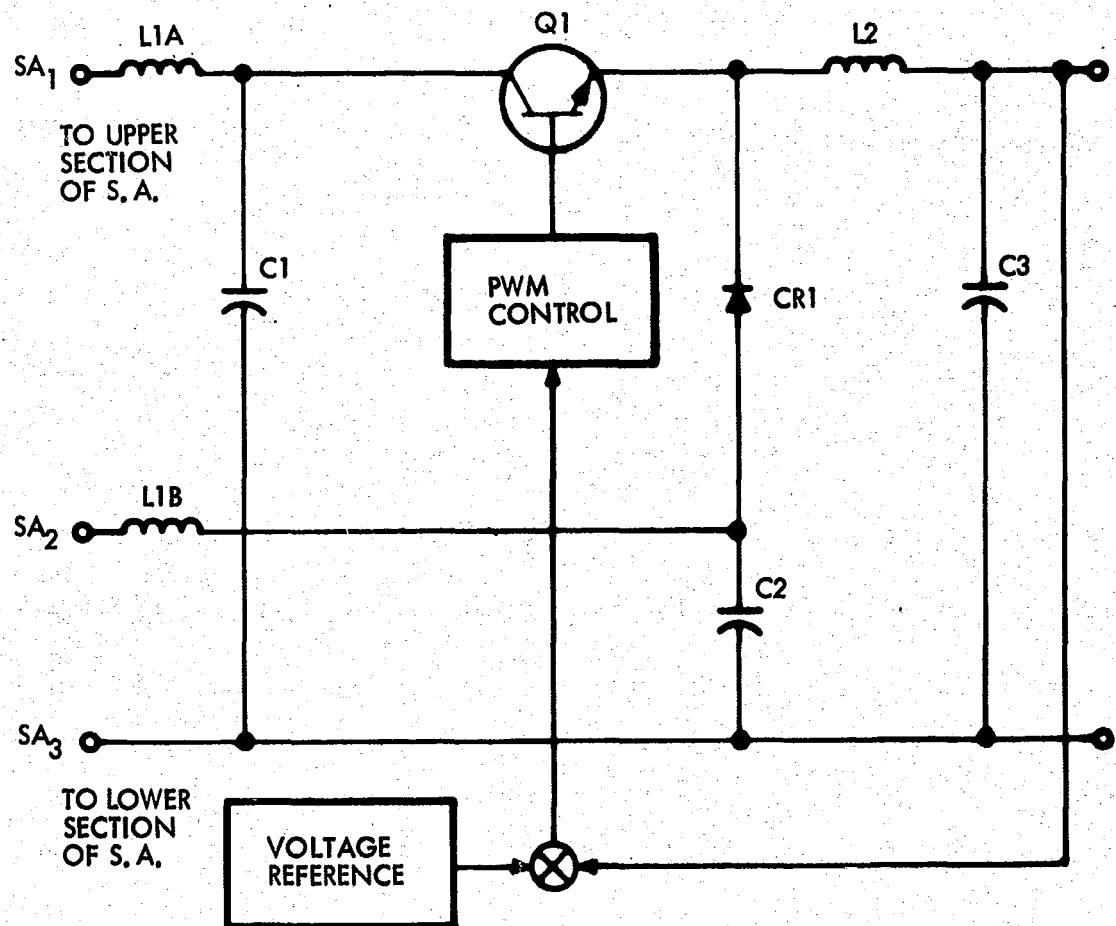 Q1
L1A
L2
SA1
TO UPPER
SECTION
OF S. A.
C1
PWM
CONTROL
CR1
C3
L1B
SA2
C2
SA3
TO LOWER
SECTION
OF S. A.
VOLTAGE
REFERENCE